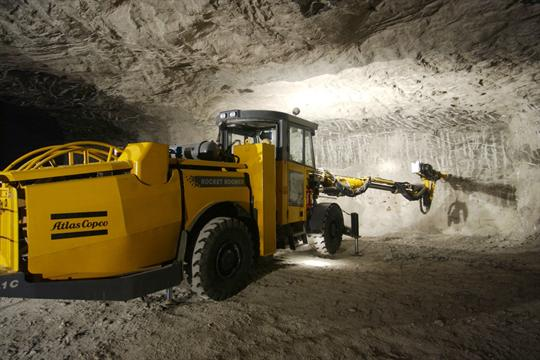 ROCKET BOOMER
Atlas Copco
1C